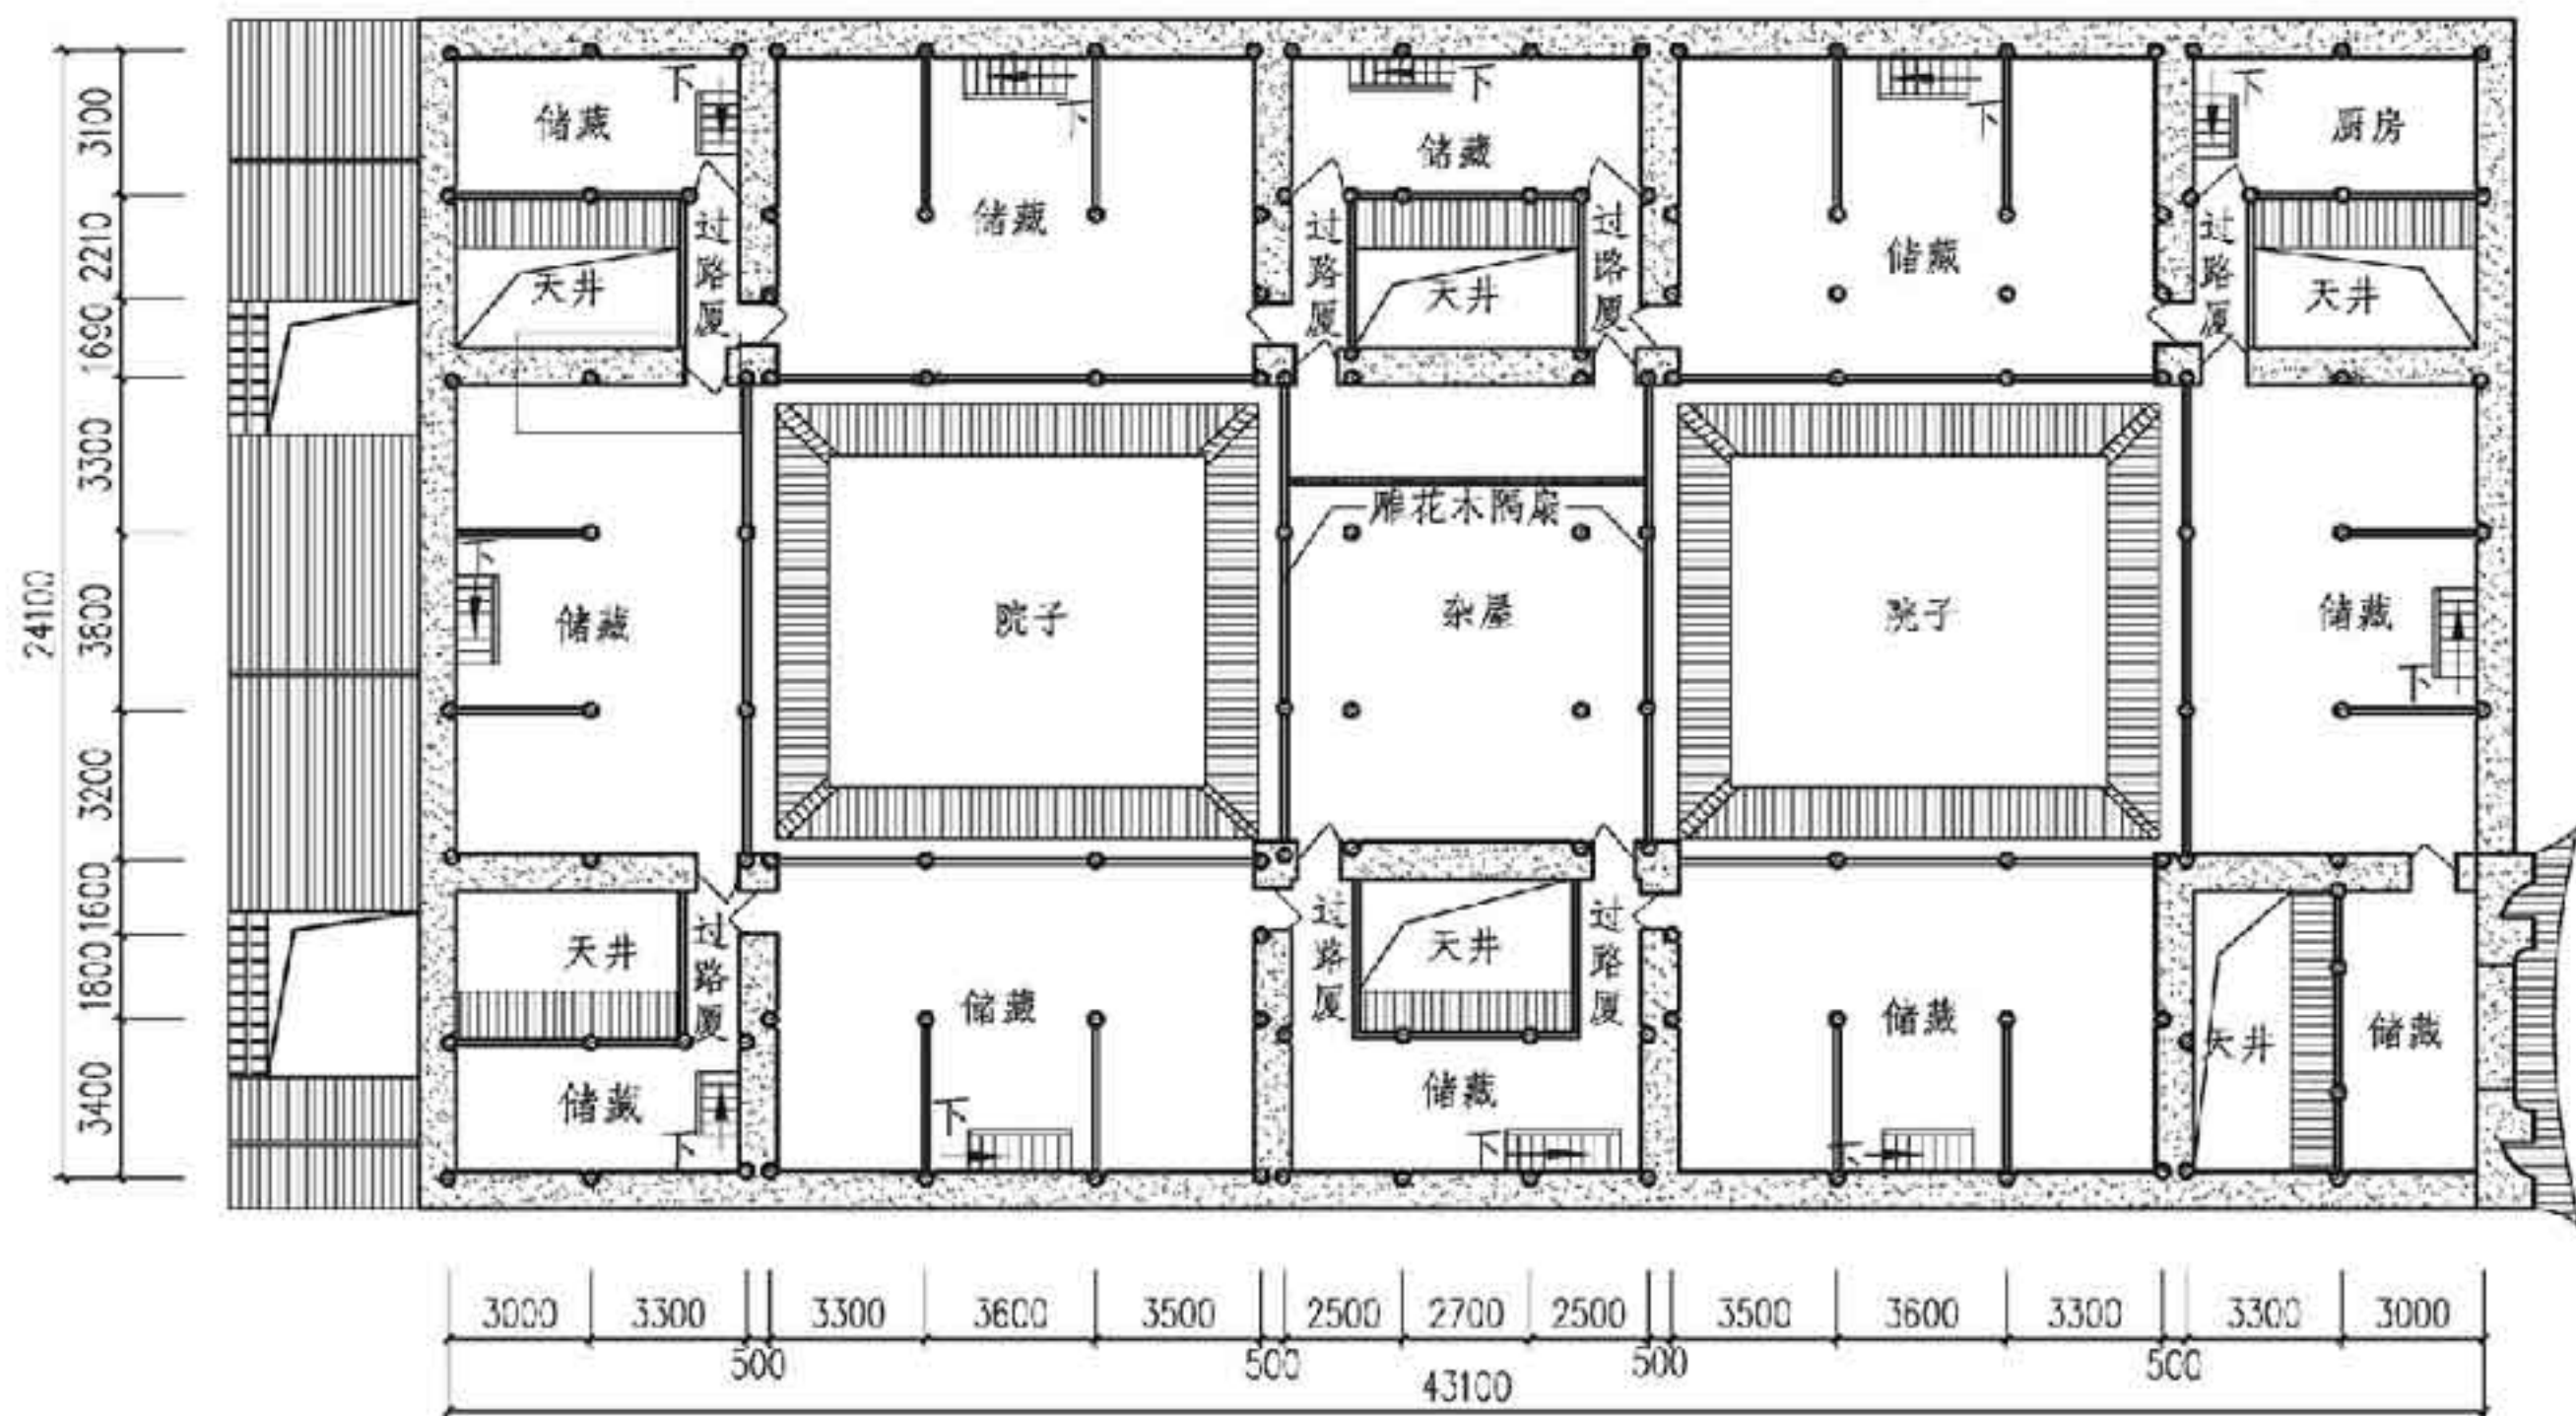 下
下
下
储藏
下
下
厨房
储藏
储藏
储藏
储藏
过路厦
天井
过路厦
天井
过路厦
过路厦
天井
雕花木隔扇
下
储藏
院子
杂屋
院子
储藏
下
天井
过路厦
过路厦
天井
过路厦
储藏
储藏
天井
储藏
储藏
下
储藏
下
下
下
3100
2210
1690
3300
3800
3200
1600
1800
3400
24100
3000 3300 3300 3600 3500 2500 2700 2500 3500 3600 3300 3300 3000
500 500 500 500
43100